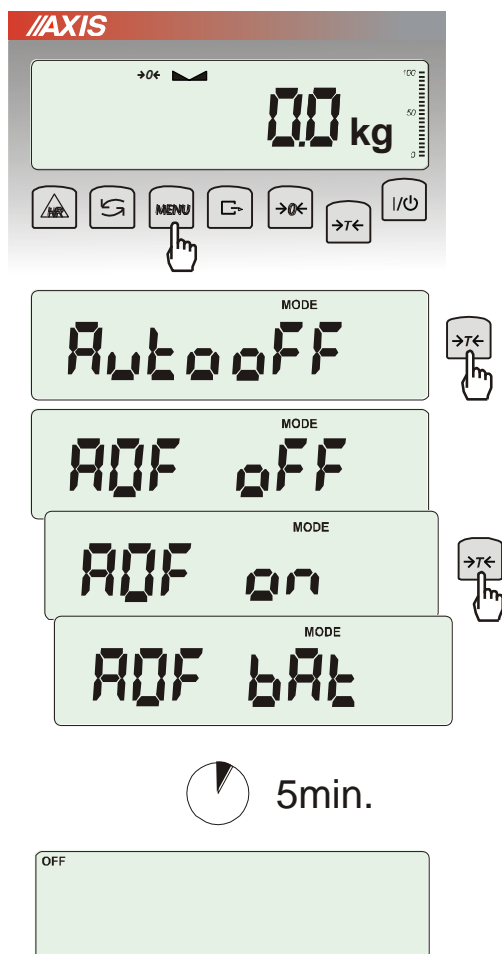 //AXIS
→0←
100
50
0
0.0 kg
HR
MENU
→0←
→T←
I/⏻
MODE
AutooFF
→T←
MODE
AOF oFF
MODE
AOF on
→T←
MODE
AOF bAt
5min.
OFF